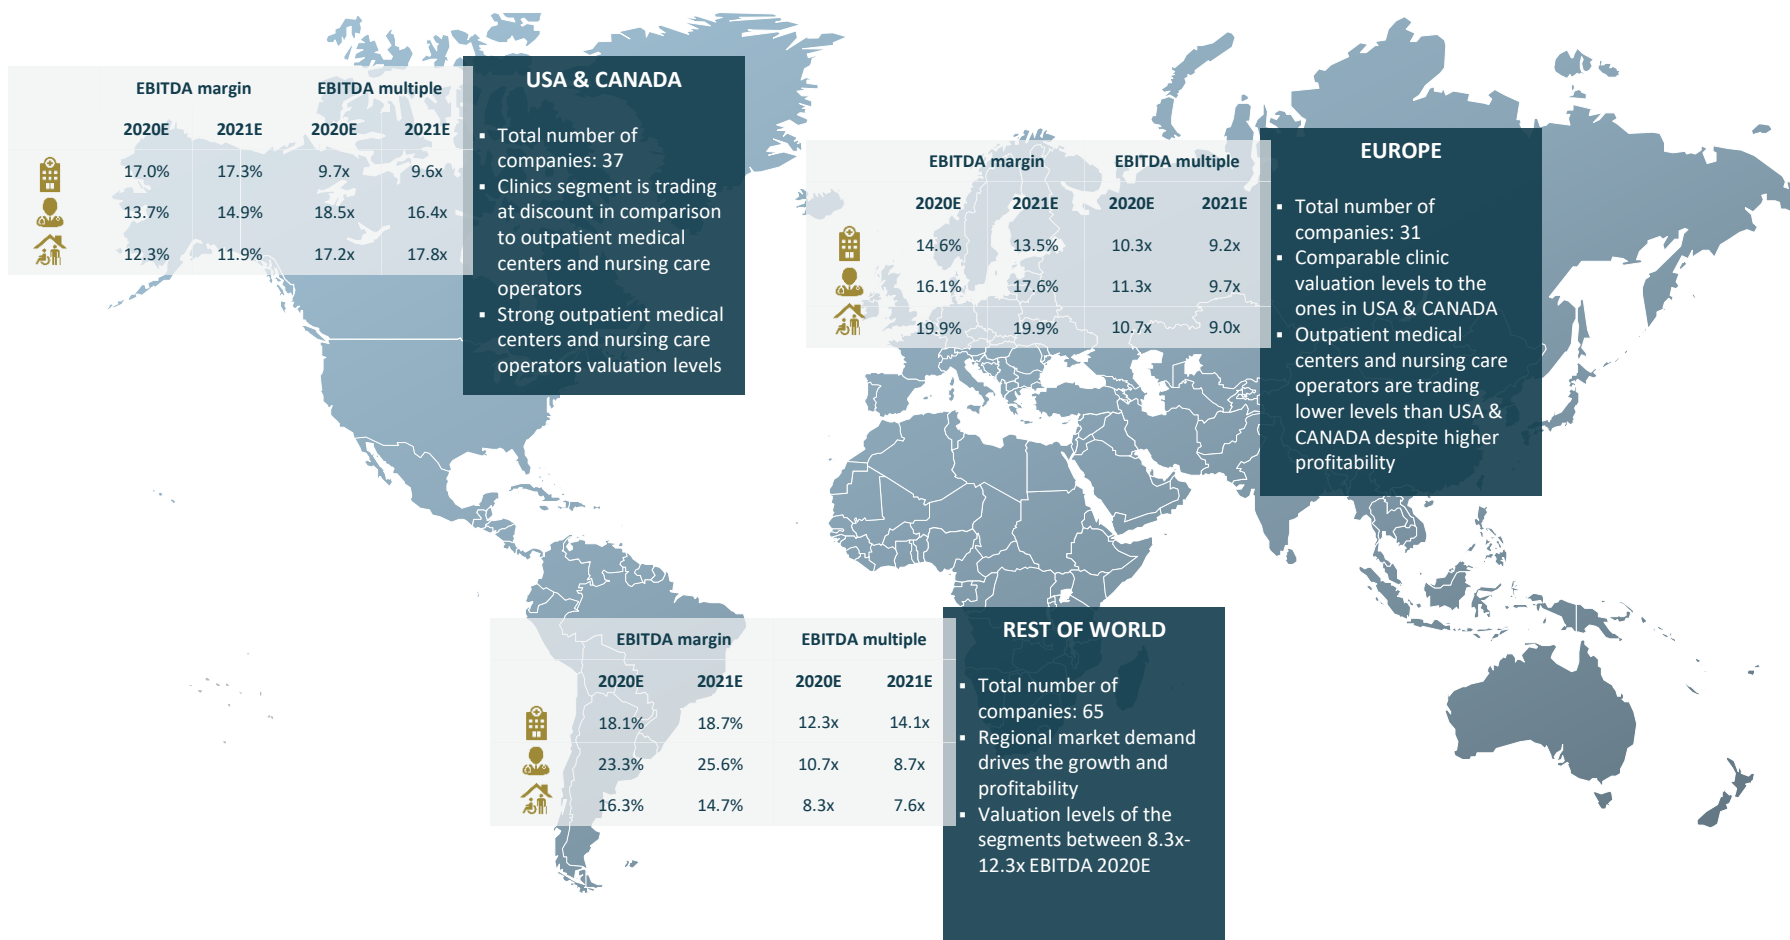 EBITDA margin EBITDA multiple
2020E 2021E 2020E 2021E
17.0% 17.3% 9.7x 9.6x
13.7% 14.9% 18.5x 16.4x
12.3% 11.9% 17.2x 17.8x
USA & CANADA
▪ Total number of
companies: 37
▪ Clinics segment is trading
at discount in comparison
to outpatient medical
centers and nursing care
operators
▪ Strong outpatient medical
centers and nursing care
operators valuation levels
EBITDA margin EBITDA multiple
2020E 2021E 2020E 2021E
14.6% 13.5% 10.3x 9.2x
16.1% 17.6% 11.3x 9.7x
19.9% 19.9% 10.7x 9.0x
EUROPE
▪ Total number of
companies: 31
▪ Comparable clinic
valuation levels to the
ones in USA & CANADA
▪ Outpatient medical
centers and nursing care
operators are trading
lower levels than USA &
CANADA despite higher
profitability
EBITDA margin EBITDA multiple
2020E 2021E 2020E 2021E
18.1% 18.7% 12.3x 14.1x
23.3% 25.6% 10.7x 8.7x
16.3% 14.7% 8.3x 7.6x
REST OF WORLD
▪ Total number of
companies: 65
▪ Regional market demand
drives the growth and
profitability
▪ Valuation levels of the
segments between 8.3x-
12.3x EBITDA 2020E